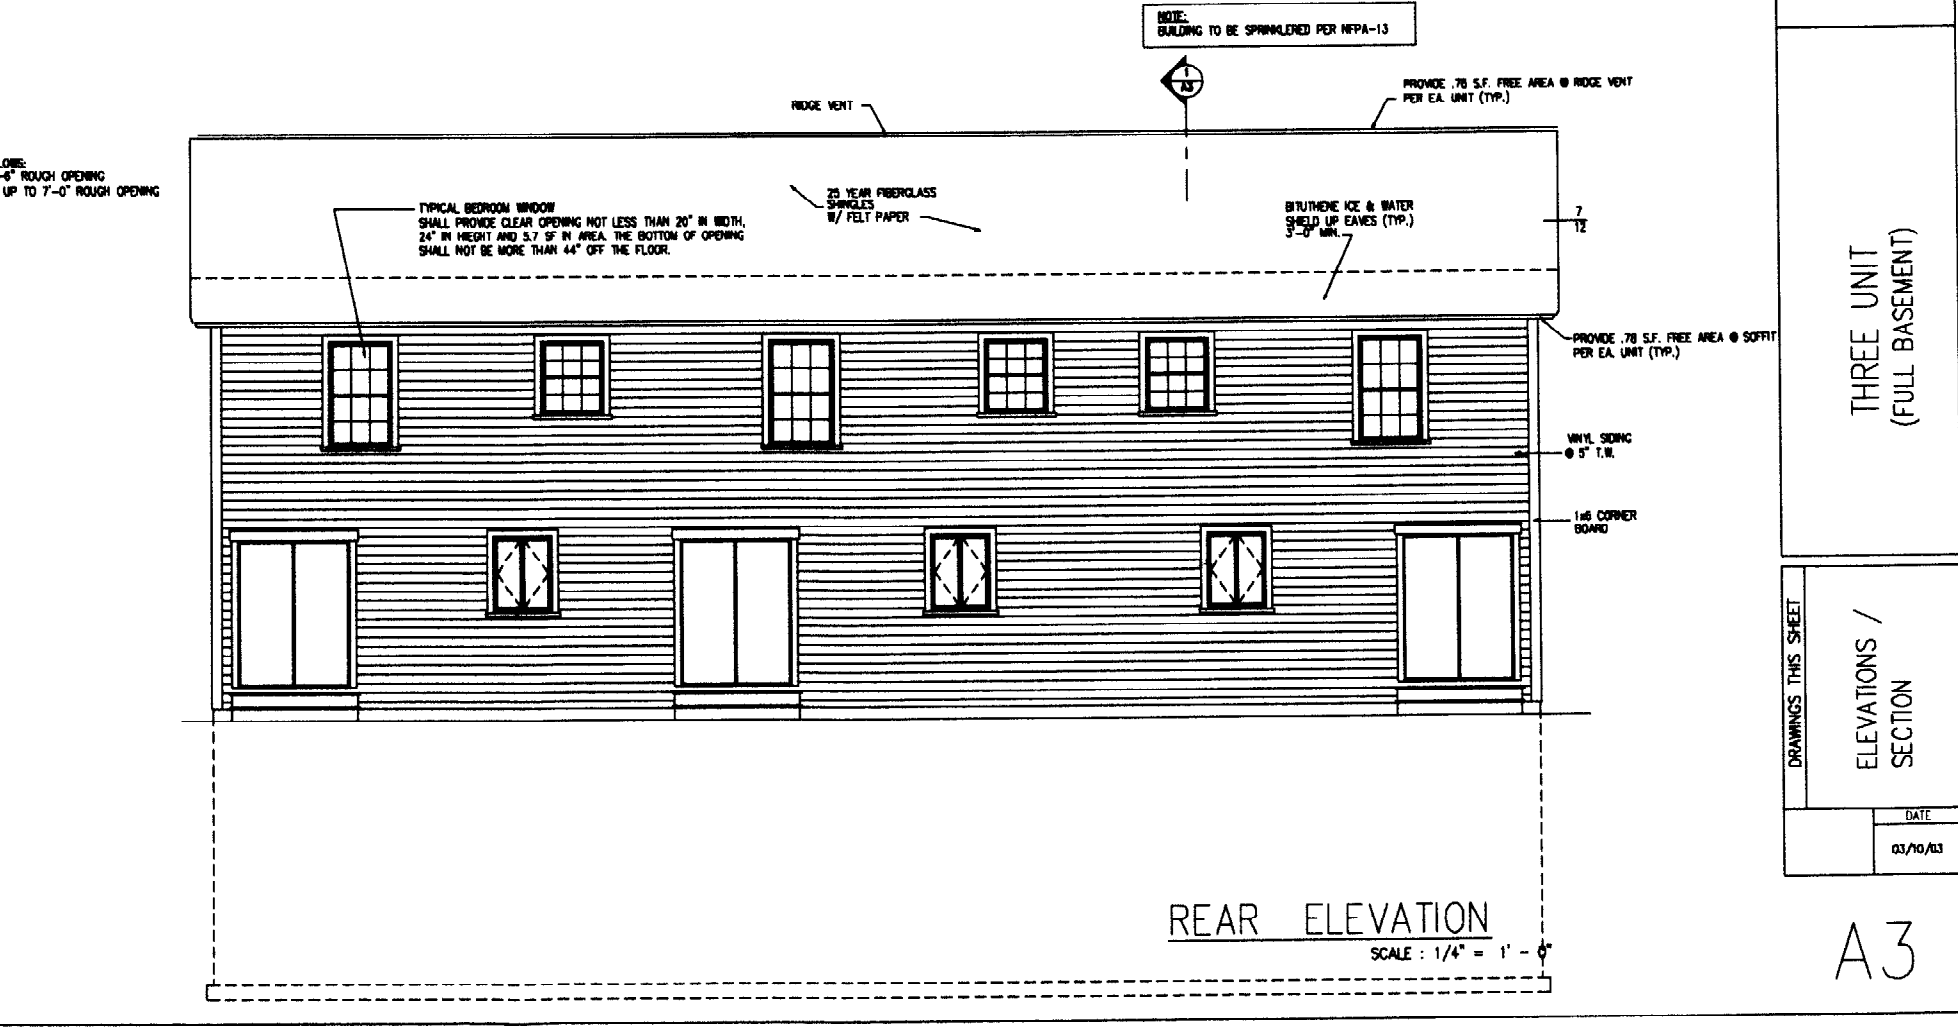 NOTE:
BUILDING TO BE SPRINKLERED PER NFPA-13
1
A3
RIDGE VENT
PROVIDE .78 S.F. FREE AREA @ RIDGE VENT
PER EA. UNIT (TYP.)
LOWS:
-6" ROUGH OPENING
UP TO 7'-0" ROUGH OPENING
TYPICAL BEDROOM WINDOW
SHALL PROVIDE CLEAR OPENING NOT LESS THAN 20" IN WIDTH,
24" IN HIEGHT AND 5.7 SF IN AREA. THE BOTTOM OF OPENING
SHALL NOT BE MORE THAN 44" OFF THE FLOOR.
25 YEAR FIBERGLASS
SHINGLES
W/ FELT PAPER
BITUTHENE ICE & WATER
SHIELD UP EAVES (TYP.)
3'-0" MIN.
7
12
PROVIDE .78 S.F. FREE AREA @ SOFFIT
PER EA. UNIT (TYP.)
VINYL SIDING
@ 5" T.W.
1x6 CORNER
BOARD
REAR ELEVATION
SCALE : 1/4" = 1' - 0"
THREE UNIT
(FULL BASEMENT)
DRAWINGS THIS SHEET
ELEVATIONS /
SECTION
DATE
03/10/03
A3